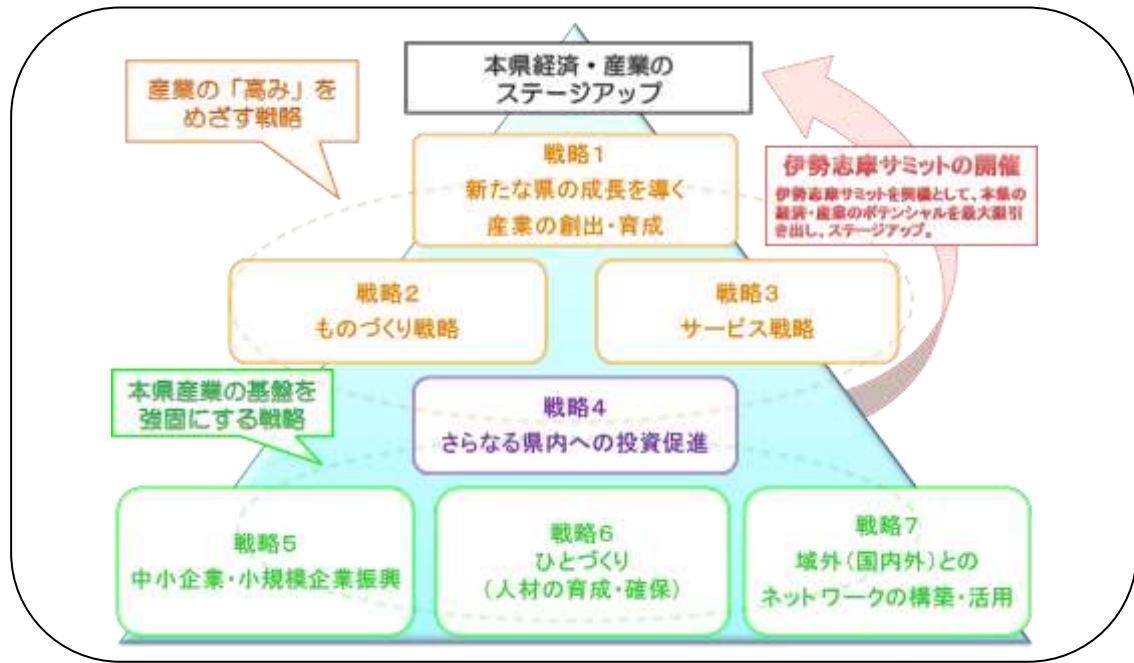 本県経済・産業の
ステージアップ
産業の「高み」を
めざす戦略
戦略1
新たな県の成長を導く
産業の創出・育成
伊勢志摩サミットの開催
伊勢志摩サミットを契機として、本県の
経済・産業のポテンシャルを最大限引
き出し、ステージアップ。
戦略2
ものづくり戦略
戦略3
サービス戦略
本県産業の基盤を
強固にする戦略
戦略4
さらなる県内への投資促進
戦略5
中小企業・小規模企業振興
戦略6
ひとづくり
(人材の育成・確保)
戦略7
域外(国内外)との
ネットワークの構築・活用